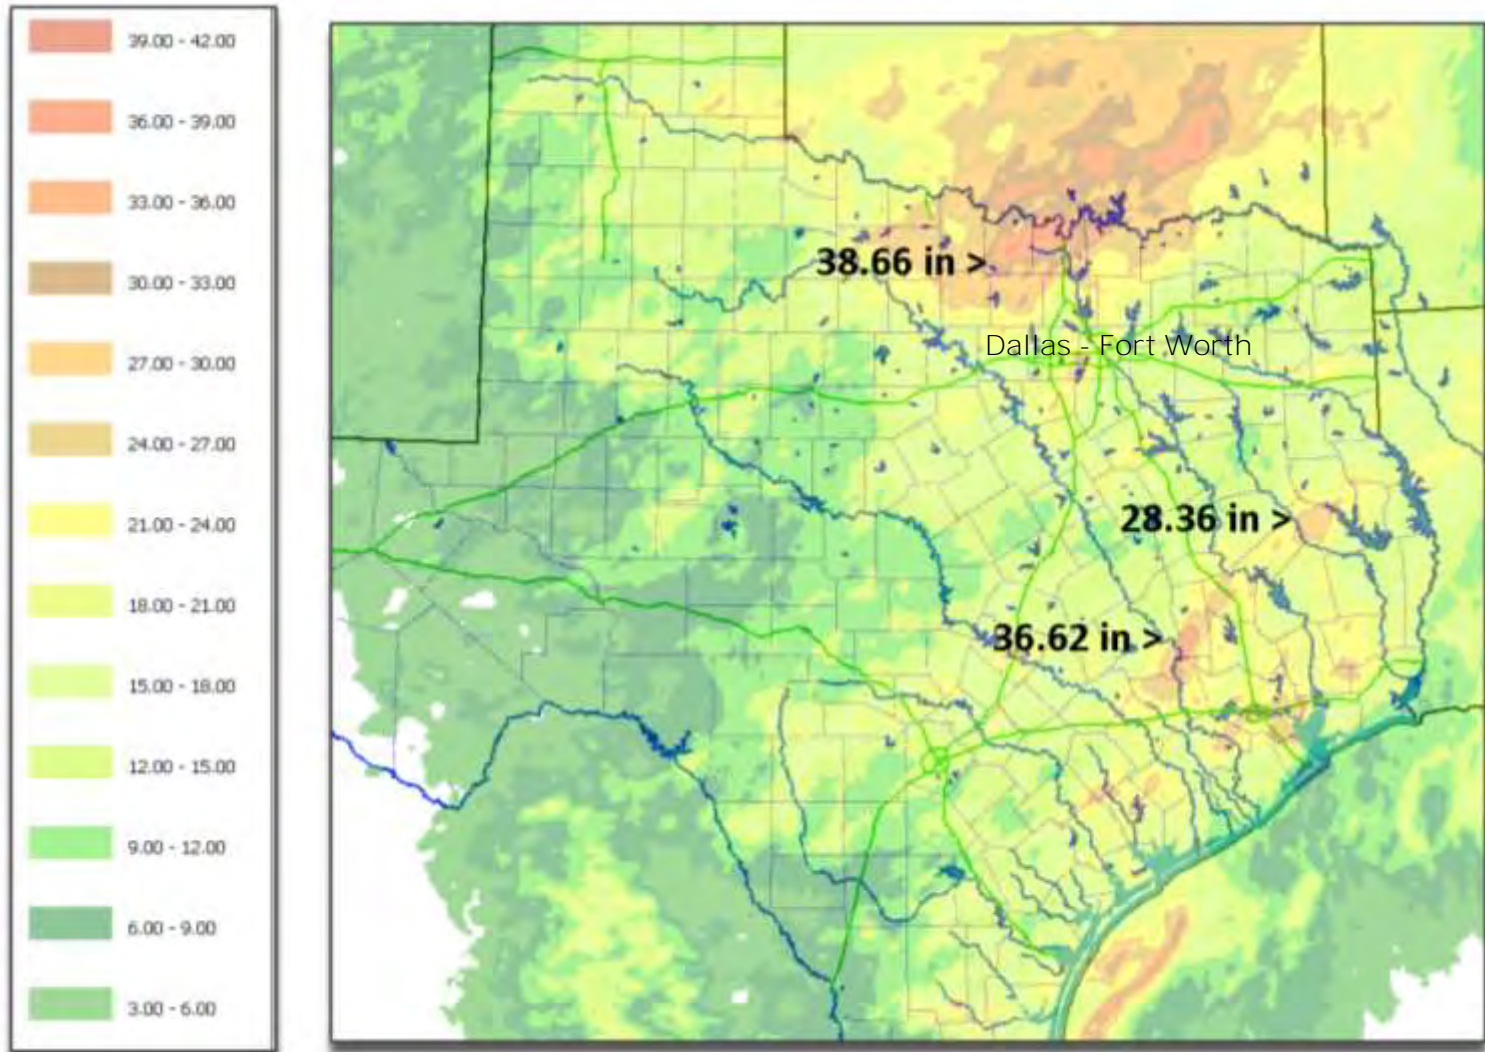 39.00 - 42.00
36.00 - 39.00
33.00 - 36.00
30.00 - 33.00
27.00 - 30.00
24.00 - 27.00
21.00 - 24.00
18.00 - 21.00
15.00 - 18.00
12.00 - 15.00
9.00 - 12.00
6.00 - 9.00
3.00 - 6.00
38.66 in >
Dallas - Fort Worth
28.36 in >
36.62 in >